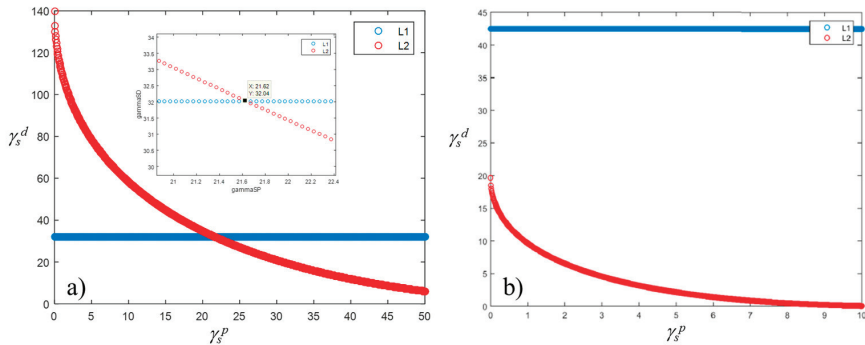 140
120
100
80
60
40
20
0
γ_s^d
0 5 10 15 20 25 30 35 40 45 50
γ_s^p
a)
L1
L2
34
33.5
33
32.5
32
31.5
31
30.5
30
gammaSD
21 21.2 21.4 21.6 21.8 22 22.2 22.4
gammaSP
L1
L2
X: 21.62
Y: 32.04
45
40
35
30
25
20
15
10
5
0
γ_s^d
0 1 2 3 4 5 6 7 8 9 10
γ_s^p
b)
L1
L2